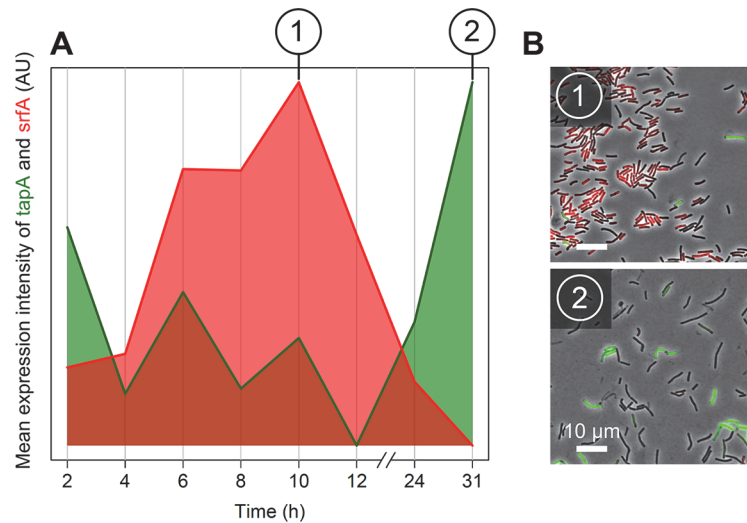 A
1
2
B
Mean expression intensity of tapA and srfA (AU)
1
2
10 µm
2 4 6 8 10 12 // 24 31
Time (h)